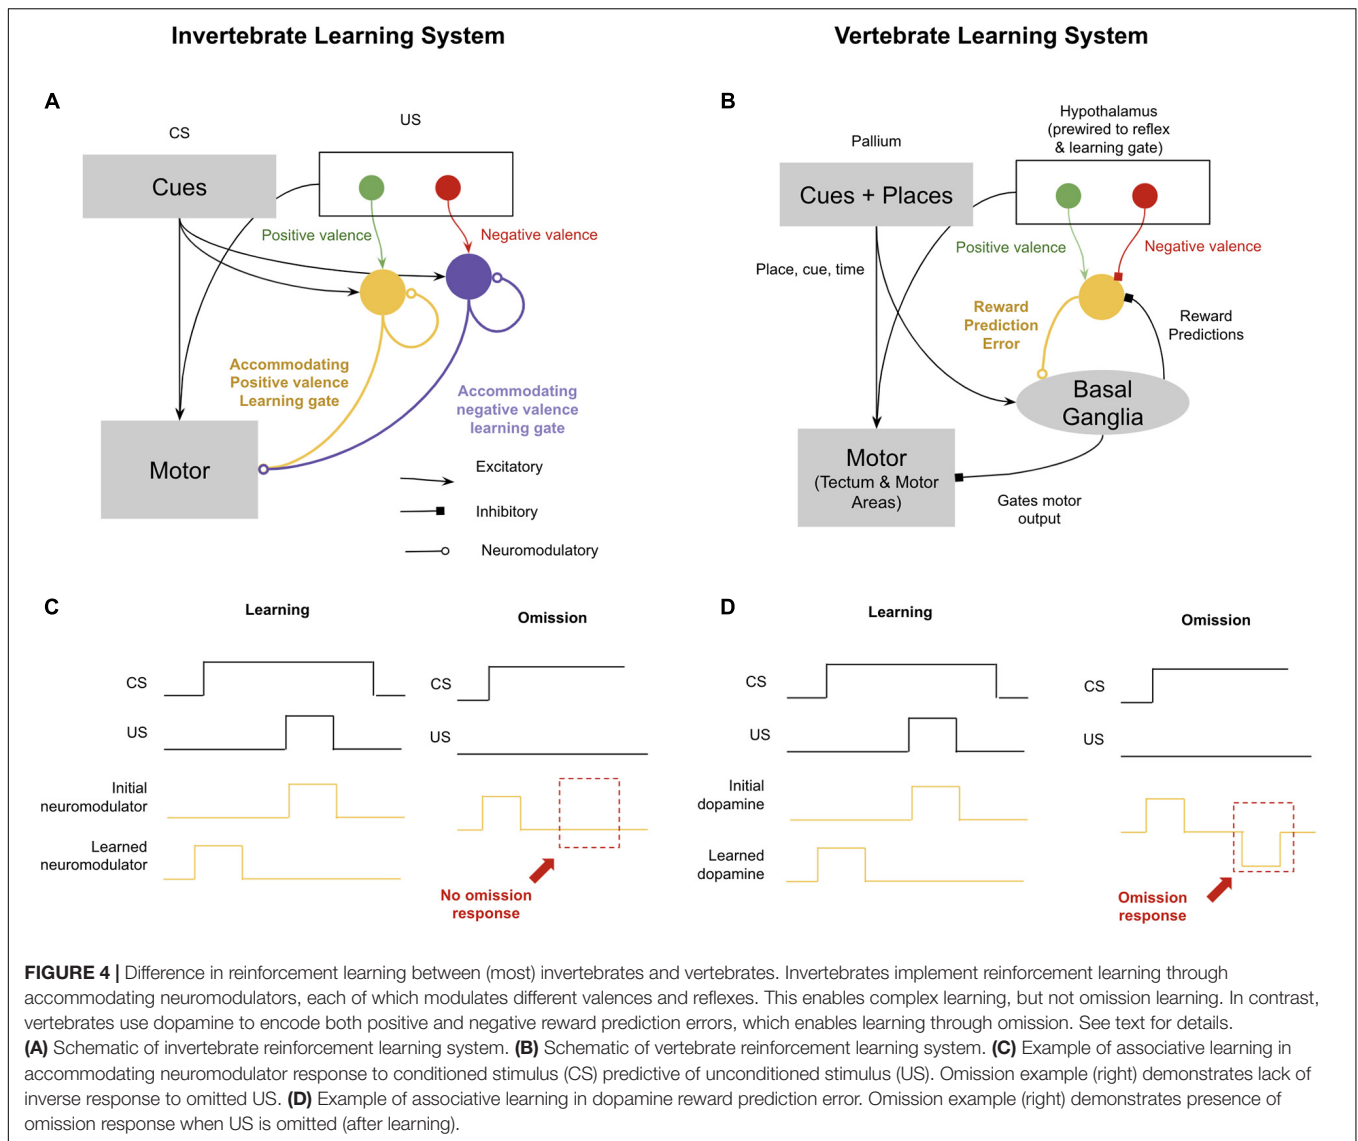 Invertebrate Learning System
Vertebrate Learning System
A
CS
US
Cues
Positive valence
Negative valence
Accommodating
Positive valence
Learning gate
Accommodating
negative valence
learning gate
Motor
Excitatory
Inhibitory
Neuromodulatory
B
Pallium
Hypothalamus
(prewired to reflex
& learning gate)
Cues + Places
Positive valence
Negative valence
Place, cue, time
Reward
Prediction
Error
Reward
Predictions
Basal
Ganglia
Motor
(Tectum & Motor
Areas)
Gates motor
output
C
Learning
Omission
CS
US
Initial
neuromodulator
Learned
neuromodulator
CS
US
No omission
response
D
Learning
Omission
CS
US
Initial
dopamine
Learned
dopamine
CS
US
Omission
response
FIGURE 4 | Difference in reinforcement learning between (most) invertebrates and vertebrates. Invertebrates implement reinforcement learning through
accommodating neuromodulators, each of which modulates different valences and reflexes. This enables complex learning, but not omission learning. In contrast,
vertebrates use dopamine to encode both positive and negative reward prediction errors, which enables learning through omission. See text for details.
(A) Schematic of invertebrate reinforcement learning system. (B) Schematic of vertebrate reinforcement learning system. (C) Example of associative learning in
accommodating neuromodulator response to conditioned stimulus (CS) predictive of unconditioned stimulus (US). Omission example (right) demonstrates lack of
inverse response to omitted US. (D) Example of associative learning in dopamine reward prediction error. Omission example (right) demonstrates presence of
omission response when US is omitted (after learning).